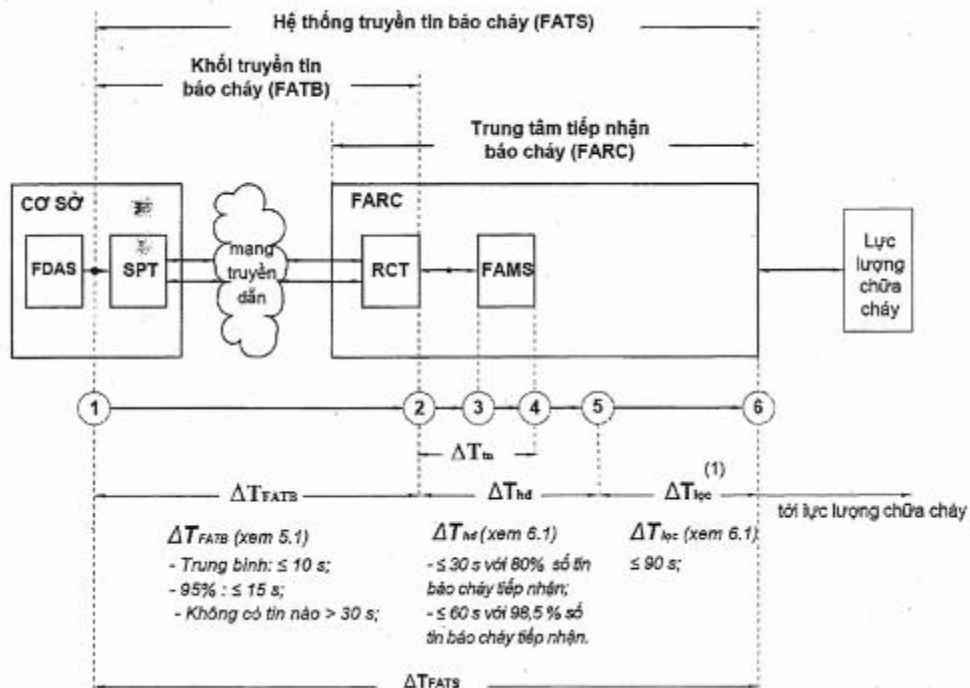 Hệ thống truyền tin báo cháy (FATS)
Khối truyền tin
báo cháy (FATB)
Trung tâm tiếp nhận
báo cháy (FARC)
CƠ SỞ
FDAS
SPT
mạng
truyền
dẫn
FARC
RCT
FAMS
Lực
lượng
chữa
cháy
1
2
3
4
5
6
ΔTtn
ΔTFATB
ΔThd
ΔTlọc (1)
tới lực lượng chữa cháy
ΔTFATB (xem 5.1)
- Trung bình: ≤ 10 s;
- 95% : ≤ 15 s;
- Không có tin nào > 30 s;
ΔThd (xem 6.1)
- ≤ 30 s với 80% số tin
báo cháy tiếp nhận;
- ≤ 60 s với 98,5 % số
tin báo cháy tiếp nhận.
ΔTlọc (xem 6.1)
≤ 90 s;
ΔTFATS